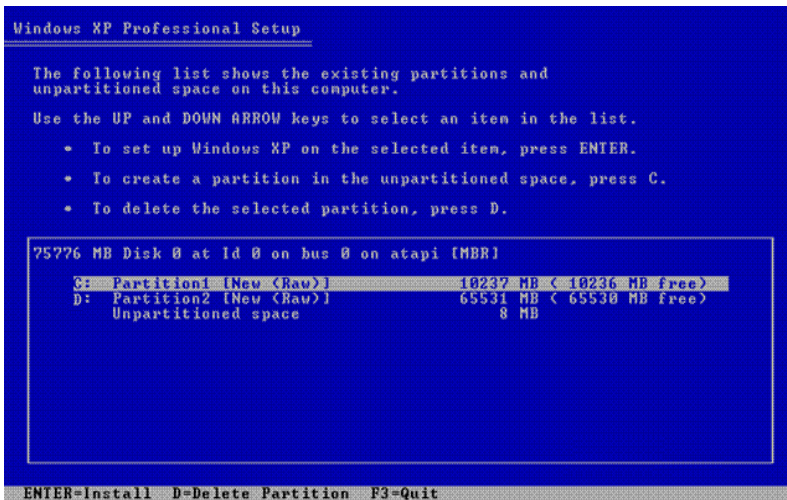 Windows XP Professional Setup
The following list shows the existing partitions and
unpartitioned space on this computer.
Use the UP and DOWN ARROW keys to select an item in the list.
• To set up Windows XP on the selected item, press ENTER.
• To create a partition in the unpartitioned space, press C.
• To delete the selected partition, press D.
75776 MB Disk 0 at Id 0 on bus 0 on atapi [MBR]
C: Partition1 [New (Raw)] 10237 MB ( 10236 MB free)
D: Partition2 [New (Raw)] 65531 MB ( 65530 MB free)
Unpartitioned space 8 MB
ENTER=Install D=Delete Partition F3=Quit